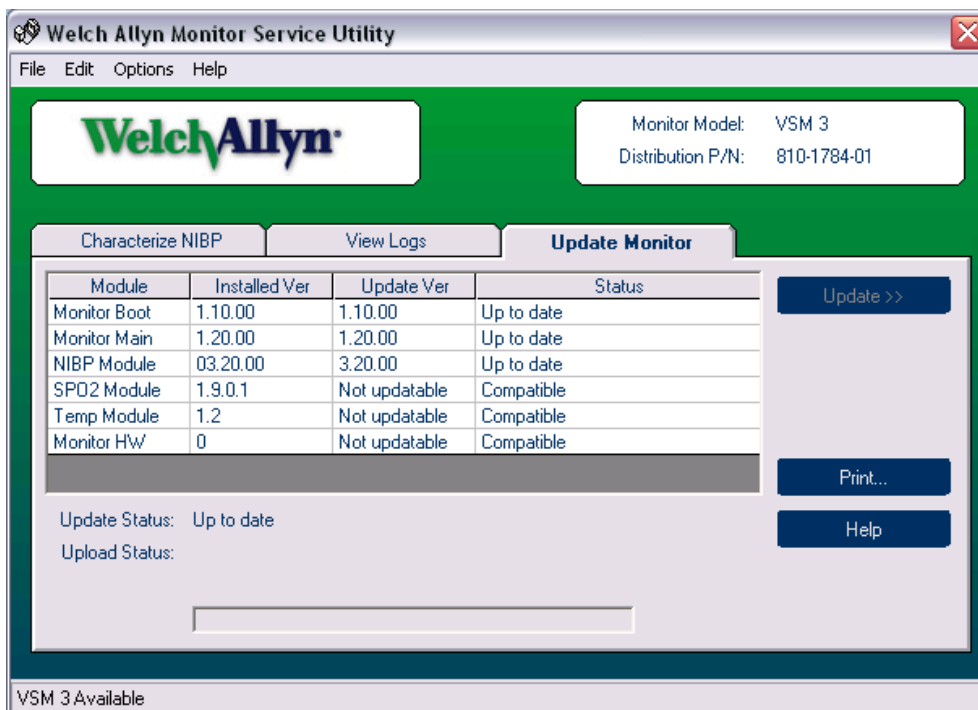 Welch Allyn Monitor Service Utility
File Edit Options Help
WelchAllyn
Monitor Model: VSM 3
Distribution P/N: 810-1784-01
Characterize NIBP View Logs Update Monitor
Module Installed Ver Update Ver Status
Monitor Boot 1.10.00 1.10.00 Up to date
Monitor Main 1.20.00 1.20.00 Up to date
NIBP Module 03.20.00 3.20.00 Up to date
SPO2 Module 1.9.0.1 Not updatable Compatible
Temp Module 1.2 Not updatable Compatible
Monitor HW 0 Not updatable Compatible
Update >>
Print...
Help
Update Status: Up to date
Upload Status:
VSM 3 Available